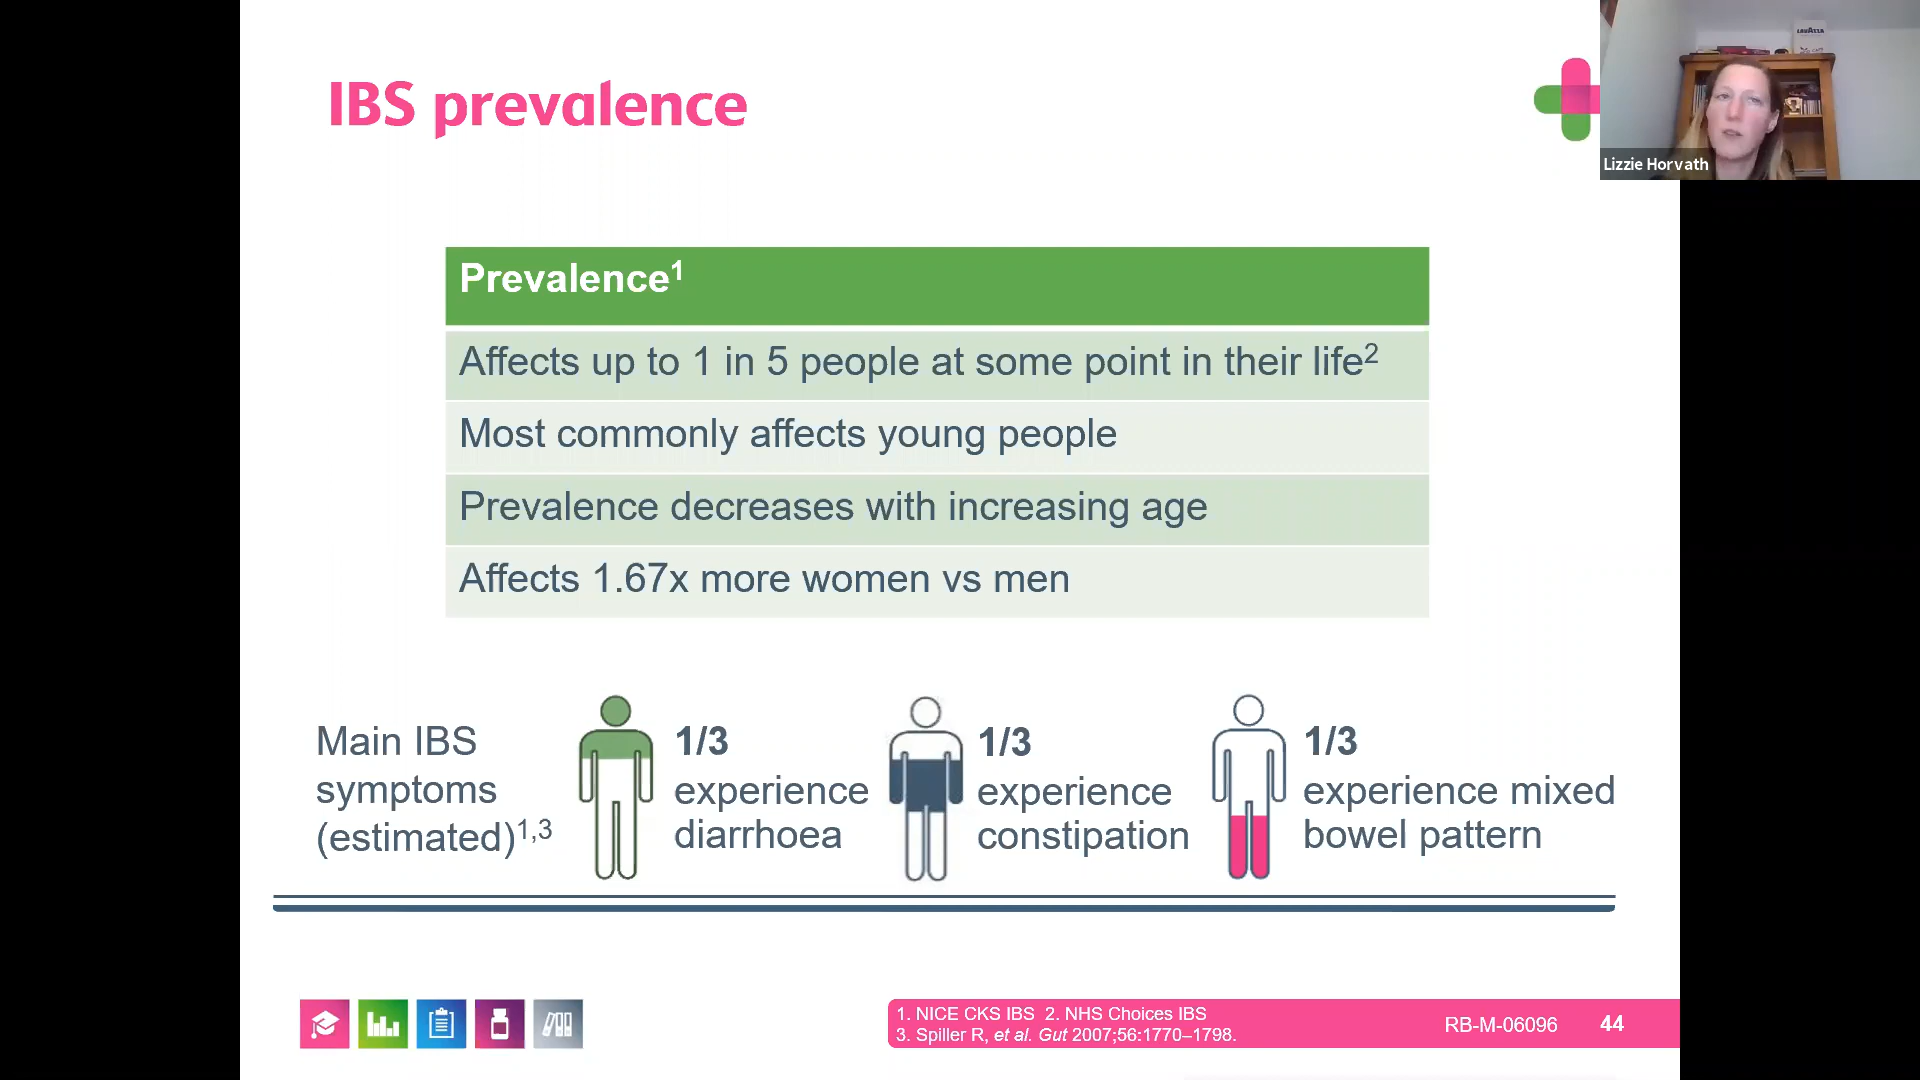 IBS prevalence
LAVAZZA
Lizzie Horvath
Prevalence1
Affects up to 1 in 5 people at some point in their life2
Most commonly affects young people
Prevalence decreases with increasing age
Affects 1.67x more women vs men
Main IBS
symptoms
(estimated)1,3
1/3
experience
diarrhoea
1/3
experience
constipation
1/3
experience mixed
bowel pattern
1. NICE CKS IBS 2. NHS Choices IBS
3. Spiller R, et al. Gut 2007;56:1770–1798.
RB-M-06096
44